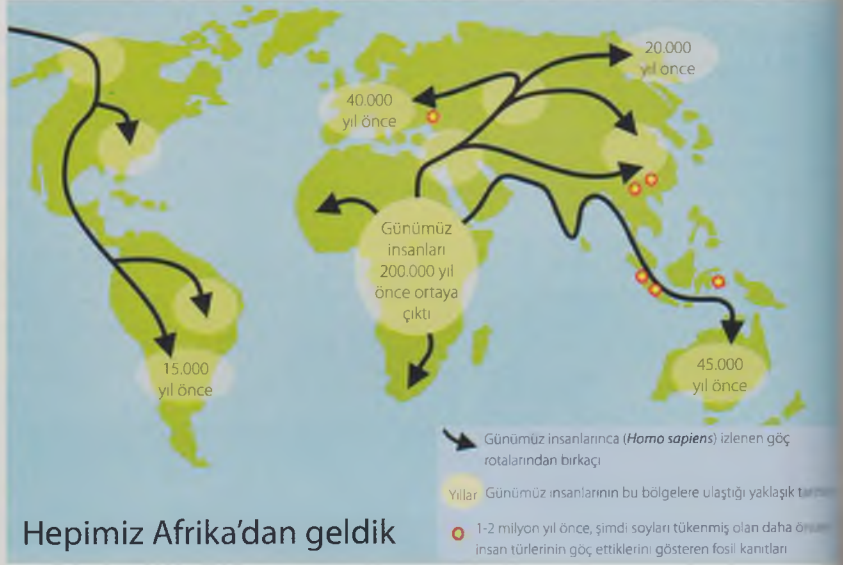 20.000
yıl önce
40.000
yıl önce
Günümüz
insanları
200.000 yıl
önce ortaya
çıktı
15.000
yıl önce
45.000
yıl önce
Günümüz insanlarınca (Homo sapiens) izlenen göç
rotalarından birkaçı
Yıllar Günümüz insanlarının bu bölgelere ulaştığı yaklaşık
1-2 milyon yıl önce, şimdi soyları tükenmiş olan daha
insan türlerinin göç ettiklerini gösteren fosil kanıtları
Hepimiz Afrika'dan geldik